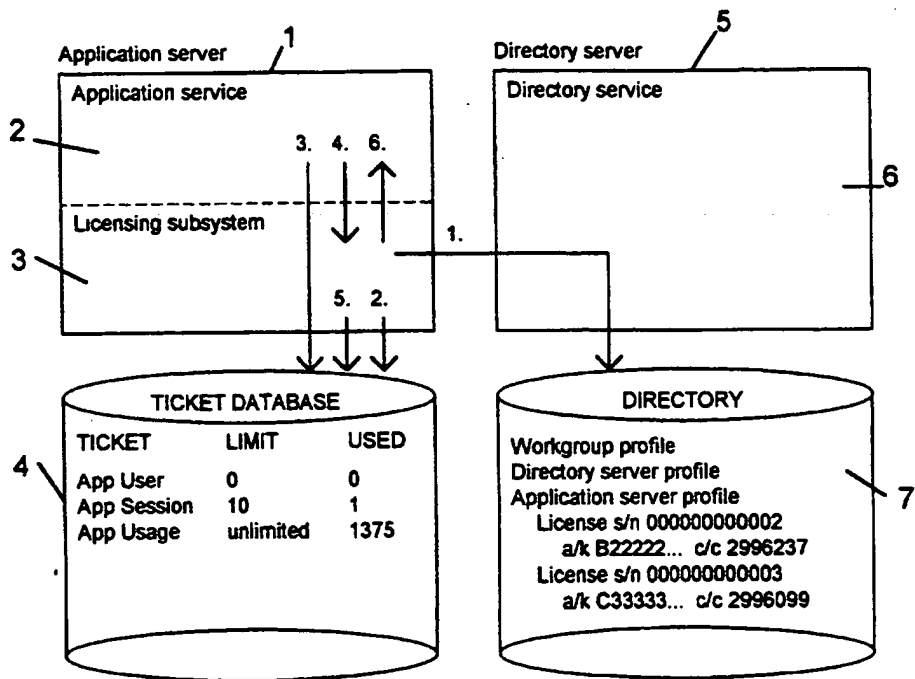 1
Application server
Application service
2
3. 4. 6.
Licensing subsystem
3
1.
5. 2.
5
Directory server
Directory service
6
TICKET DATABASE
TICKET LIMIT USED
4
App User 0 0
App Session 10 1
App Usage unlimited 1375
DIRECTORY
Workgroup profile
Directory server profile
Application server profile
7
License s/n 000000000002
a/k B22222... c/c 2996237
License s/n 000000000003
a/k C33333... c/c 2996099